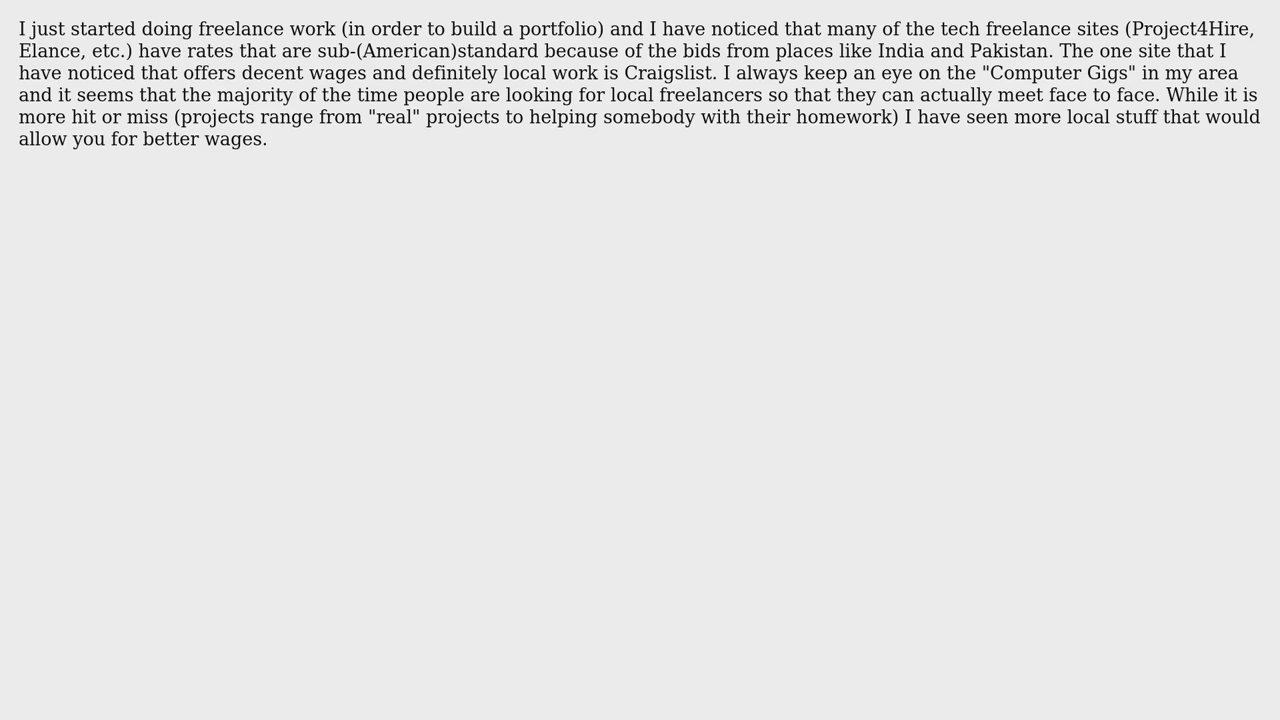 I just started doing freelance work (in order to build a portfolio) and I have noticed that many of the tech freelance sites (Project4Hire,
Elance, etc.) have rates that are sub-(American)standard because of the bids from places like India and Pakistan. The one site that I
have noticed that offers decent wages and definitely local work is Craigslist. I always keep an eye on the "Computer Gigs" in my area
and it seems that the majority of the time people are looking for local freelancers so that they can actually meet face to face. While it is
more hit or miss (projects range from "real" projects to helping somebody with their homework) I have seen more local stuff that would
allow you for better wages.